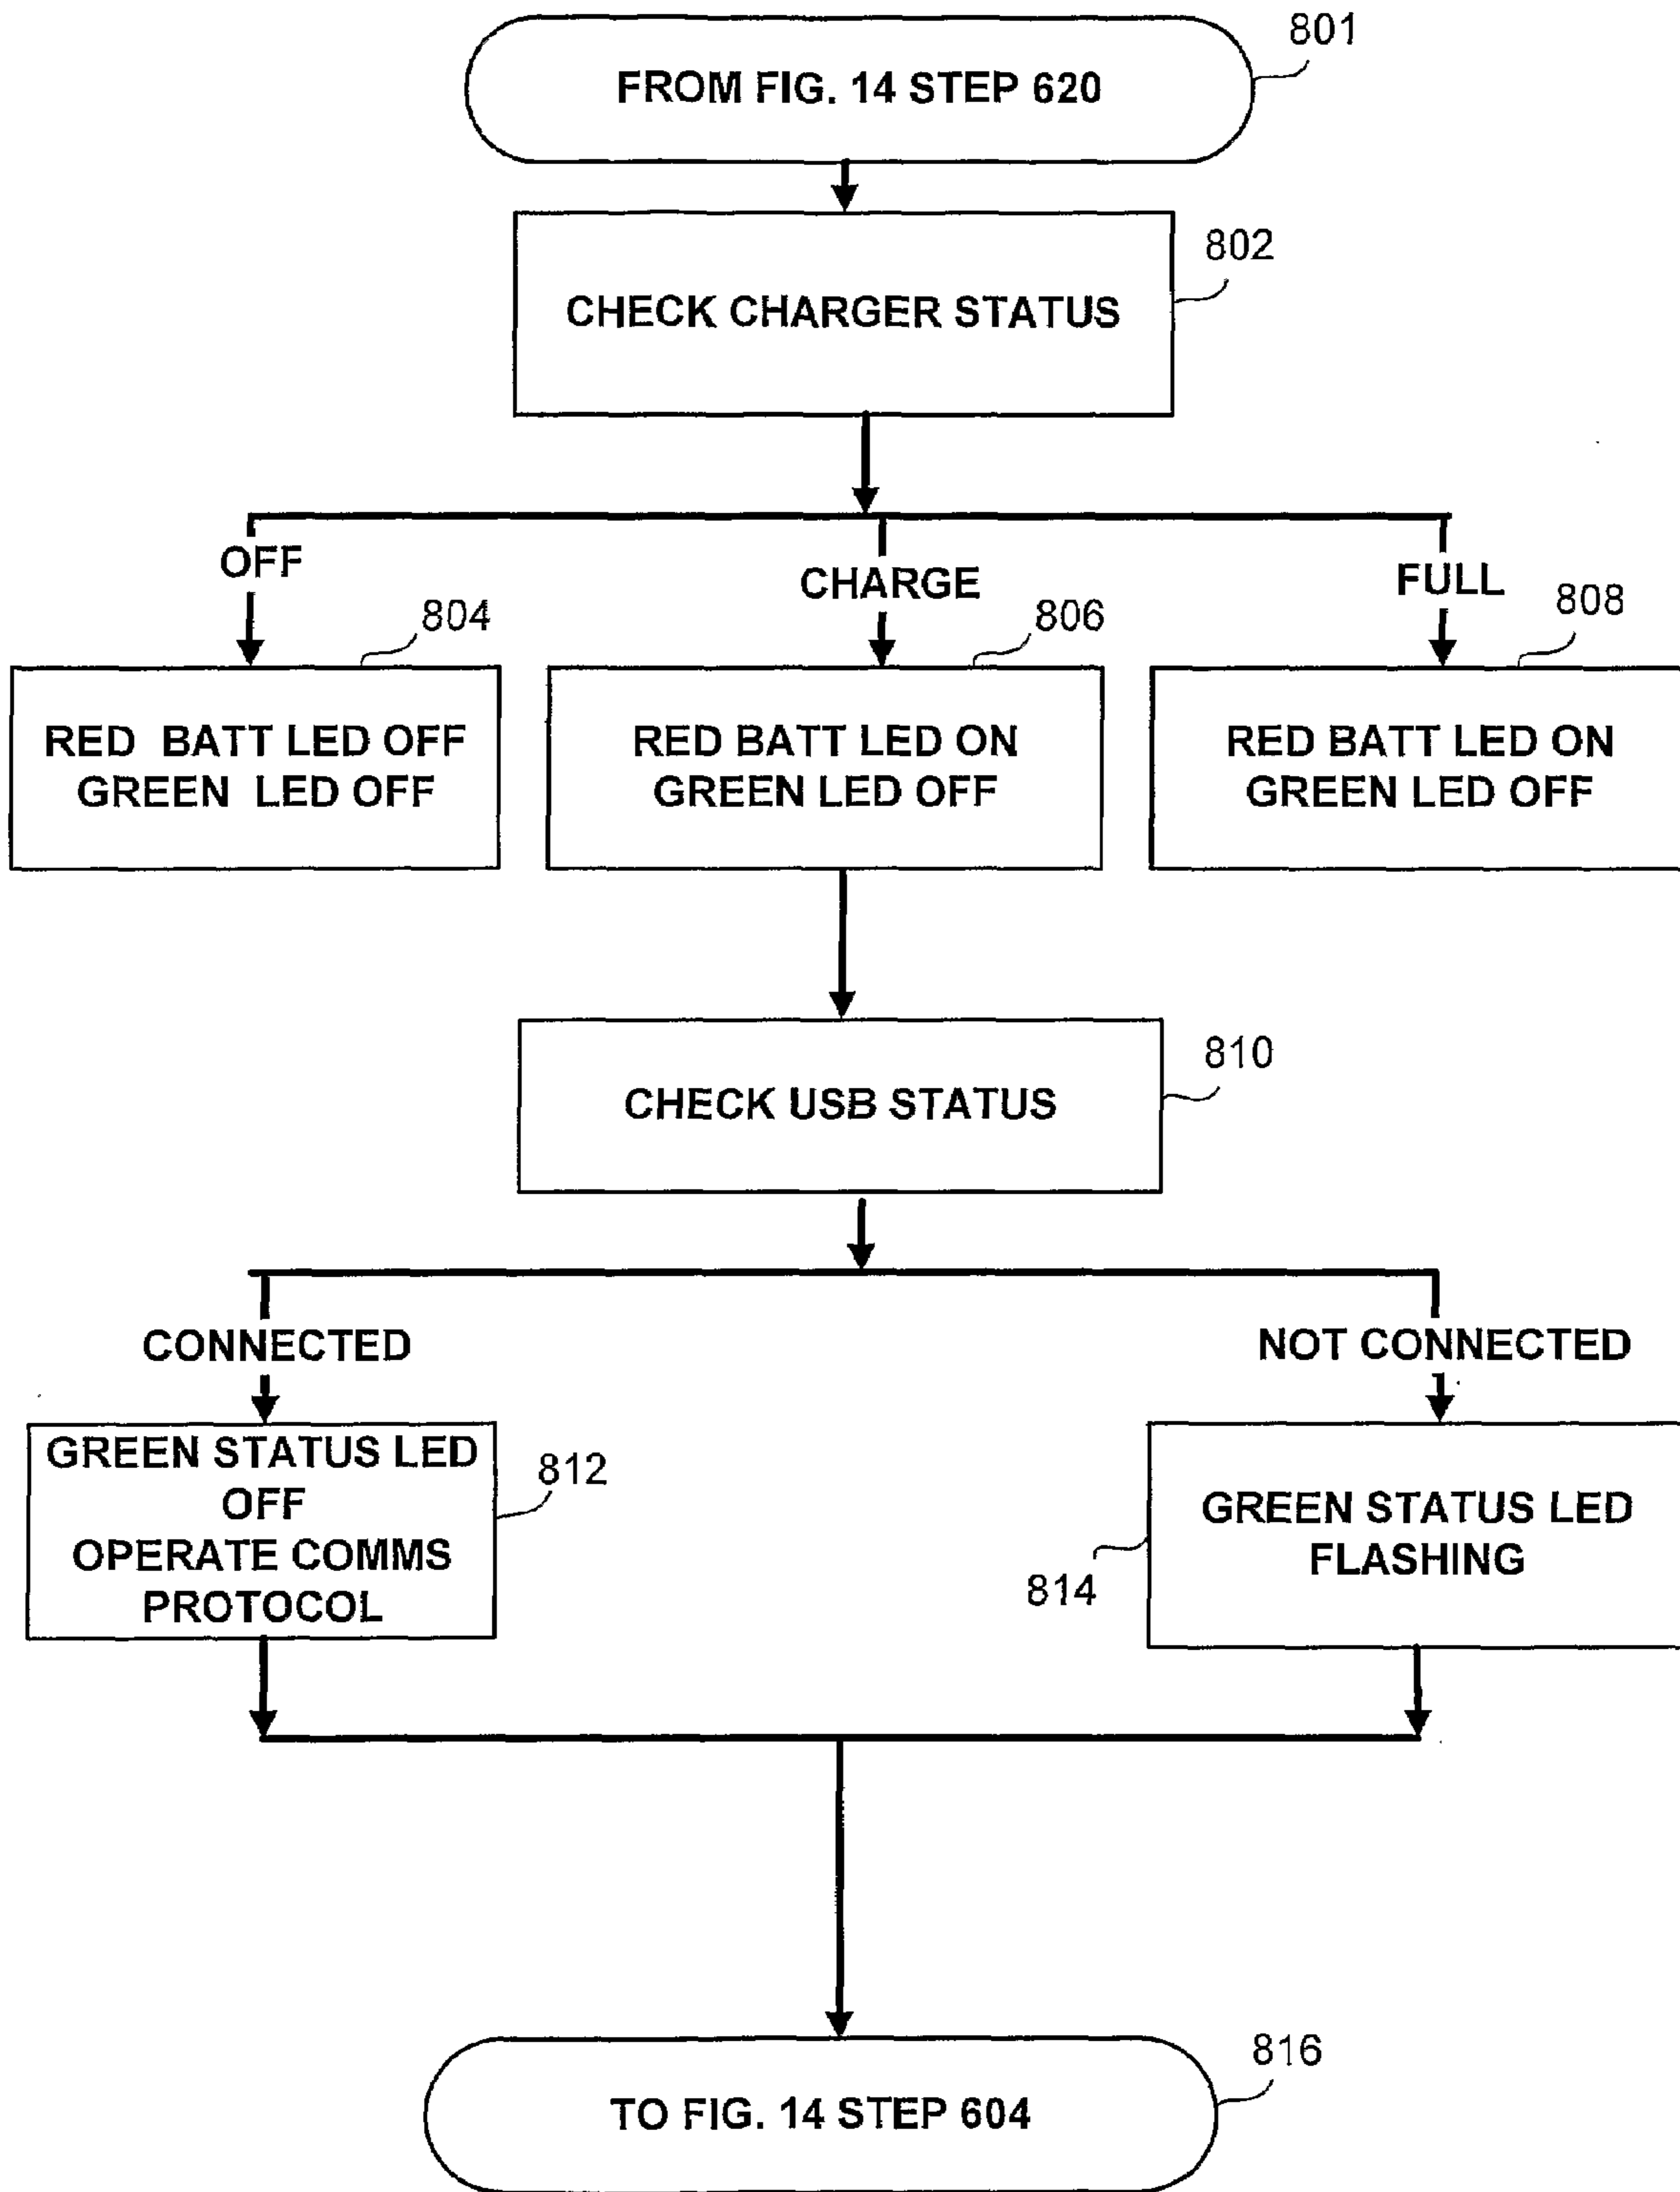 801
FROM FIG. 14 STEP 620
802
CHECK CHARGER STATUS
OFF
CHARGE
FULL
804
806
808
RED BATT LED OFF
GREEN LED OFF
RED BATT LED ON
GREEN LED OFF
RED BATT LED ON
GREEN LED OFF
810
CHECK USB STATUS
CONNECTED
NOT CONNECTED
GREEN STATUS LED
OFF
OPERATE COMMS
PROTOCOL
812
GREEN STATUS LED
FLASHING
814
816
TO FIG. 14 STEP 604